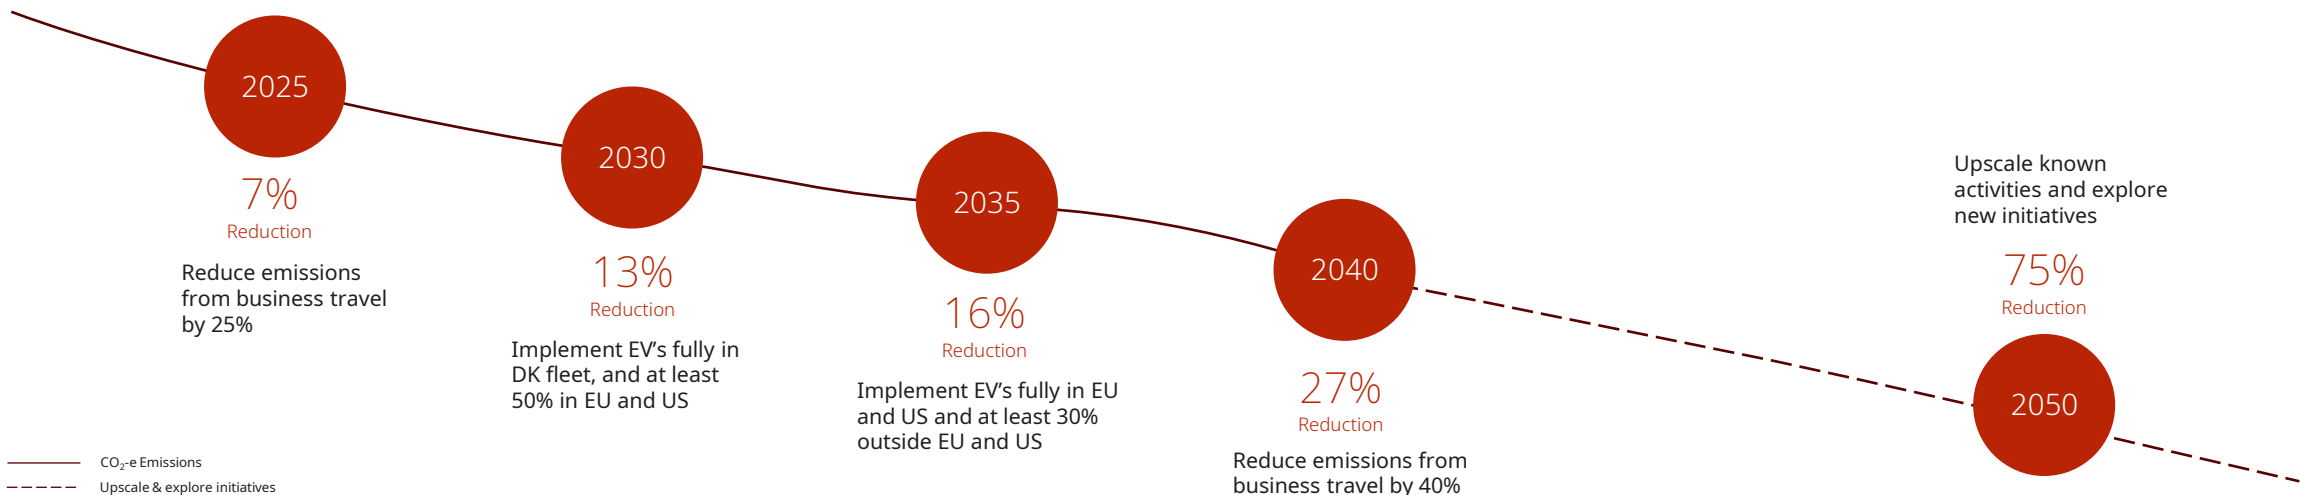 2025
7%
Reduction
Reduce emissions
from business travel
by 25%
2030
13%
Reduction
Implement EV’s fully in
DK fleet, and at least
50% in EU and US
2035
16%
Reduction
Implement EV’s fully in EU
and US and at least 30%
outside EU and US
2040
27%
Reduction
Reduce emissions from
business travel by 40%
Upscale known
activities and explore
new initiatives
75%
Reduction
2050
CO₂-e Emissions
Upscale & explore initiatives